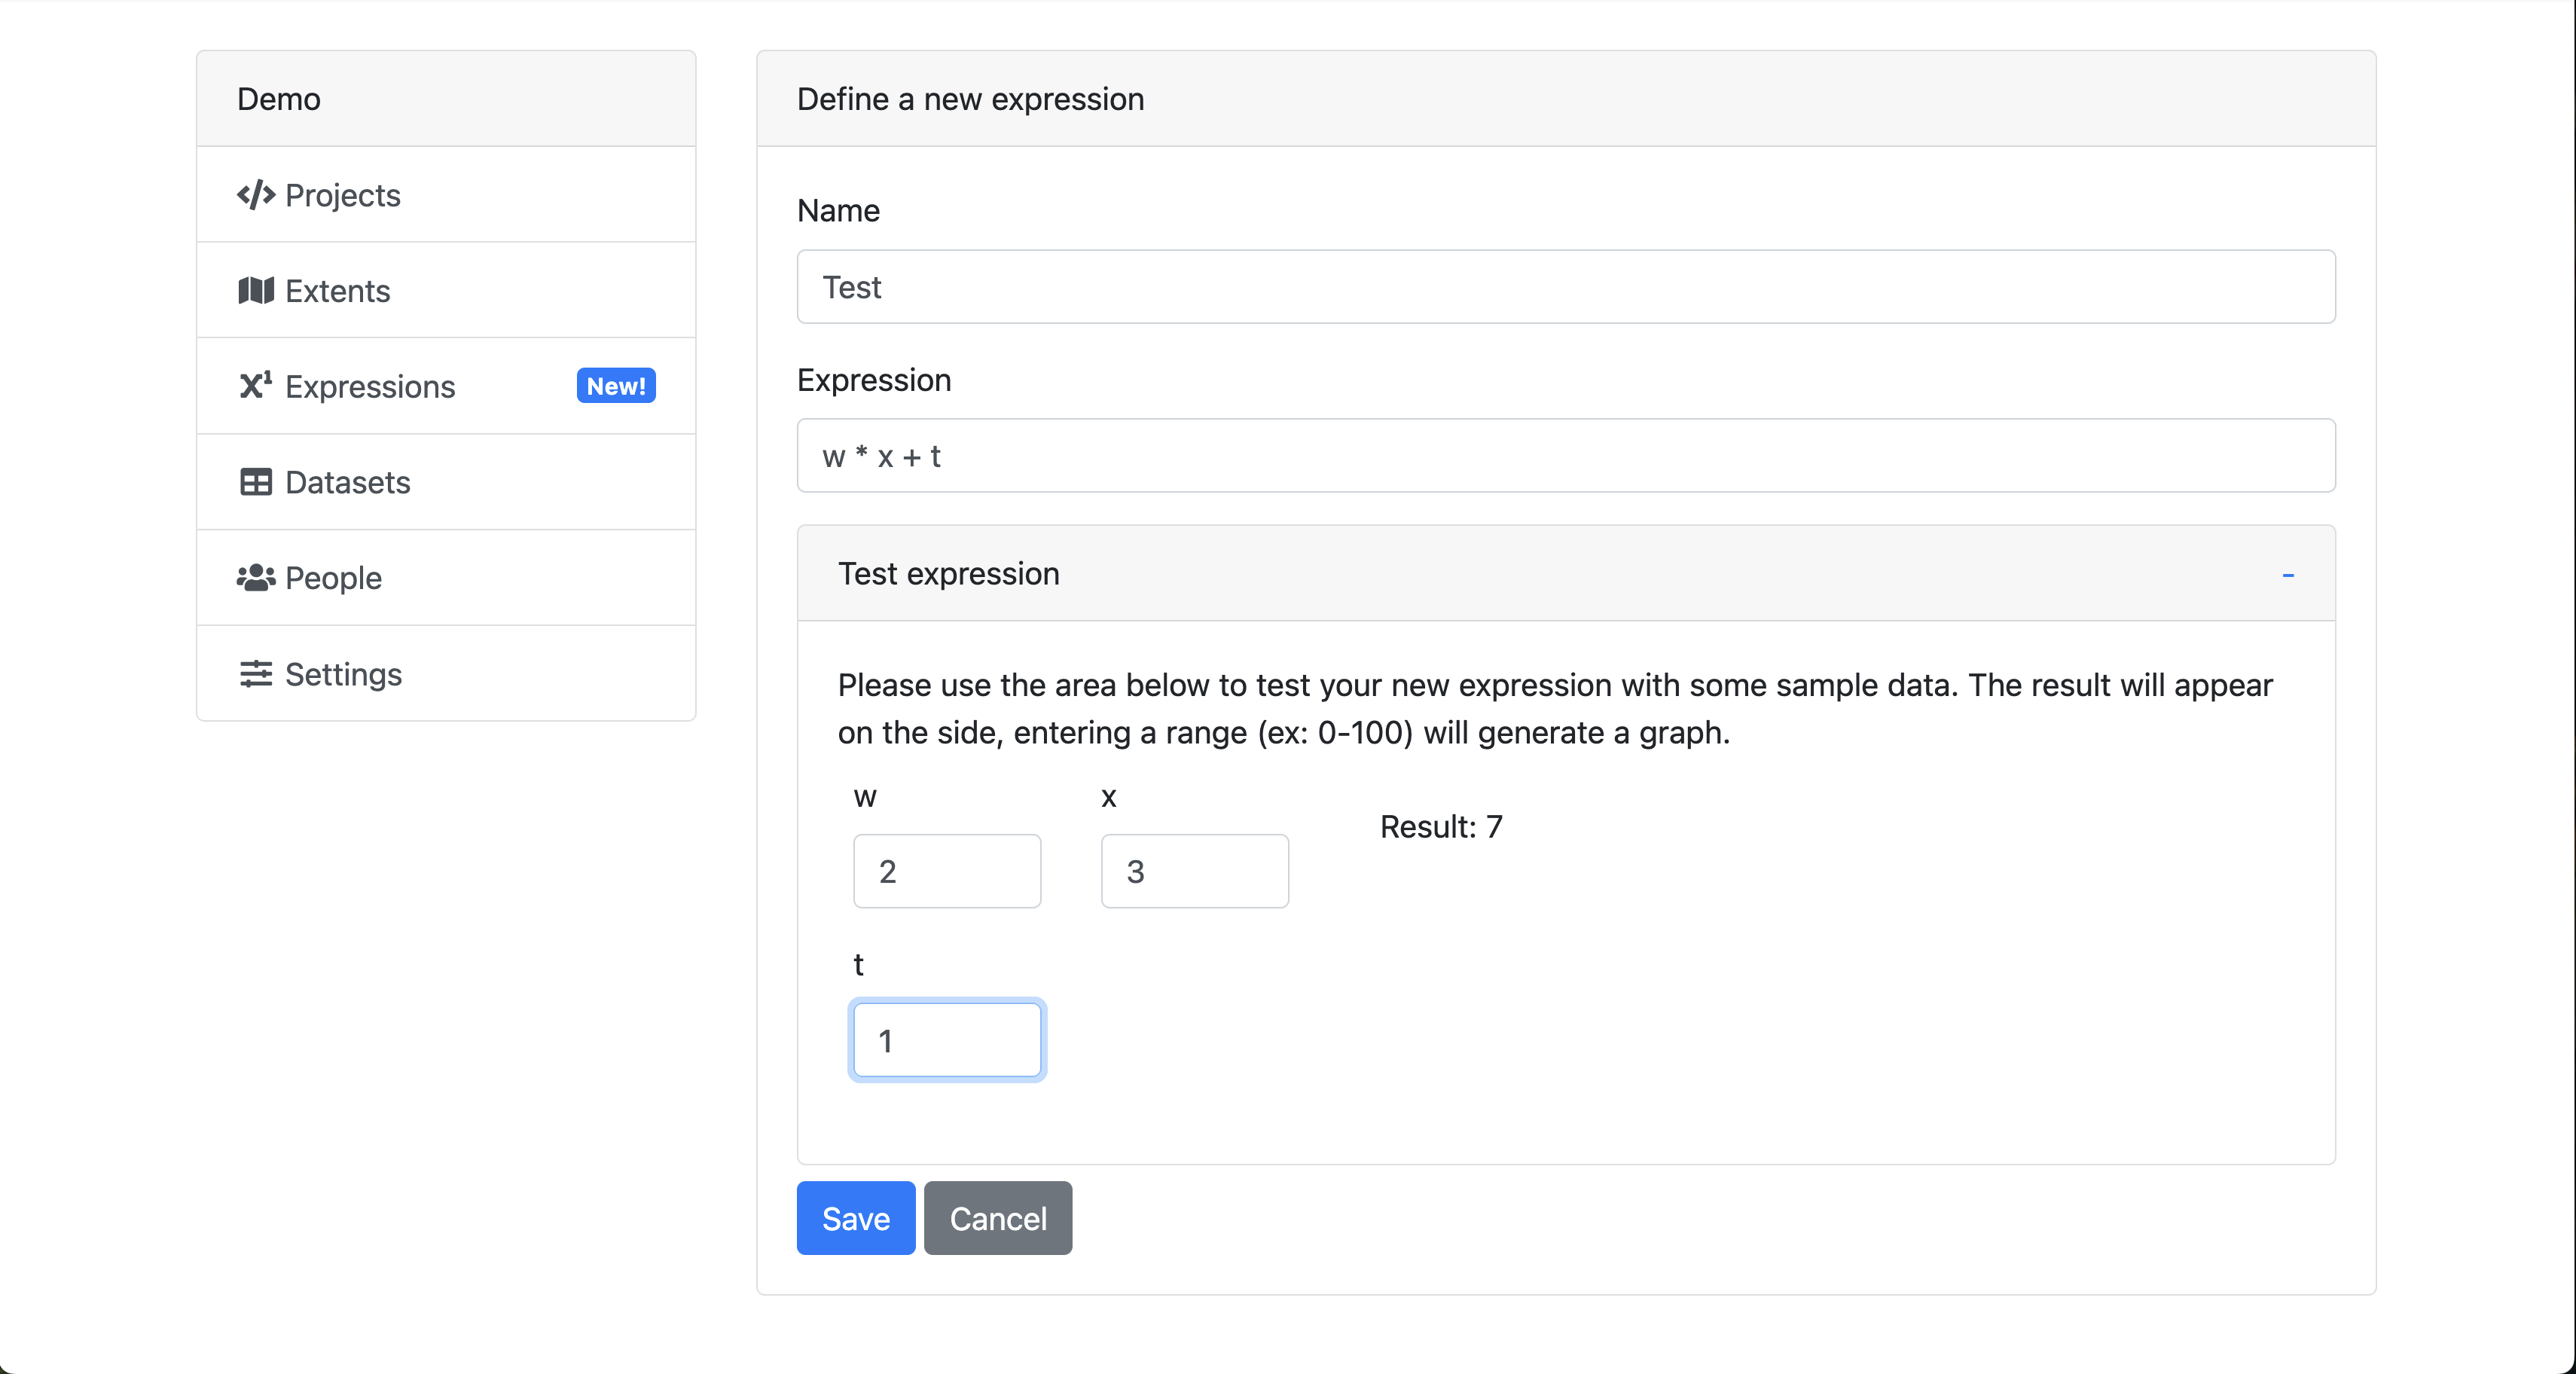 Demo
Projects
Extents
X¹ Expressions New!
Datasets
People
Settings
Define a new expression
Name
Test
Expression
w * x + t
Test expression -
Please use the area below to test your new expression with some sample data. The result will appear
on the side, entering a range (ex: 0-100) will generate a graph.
w x
Result: 7
2 3
t
1
Save Cancel